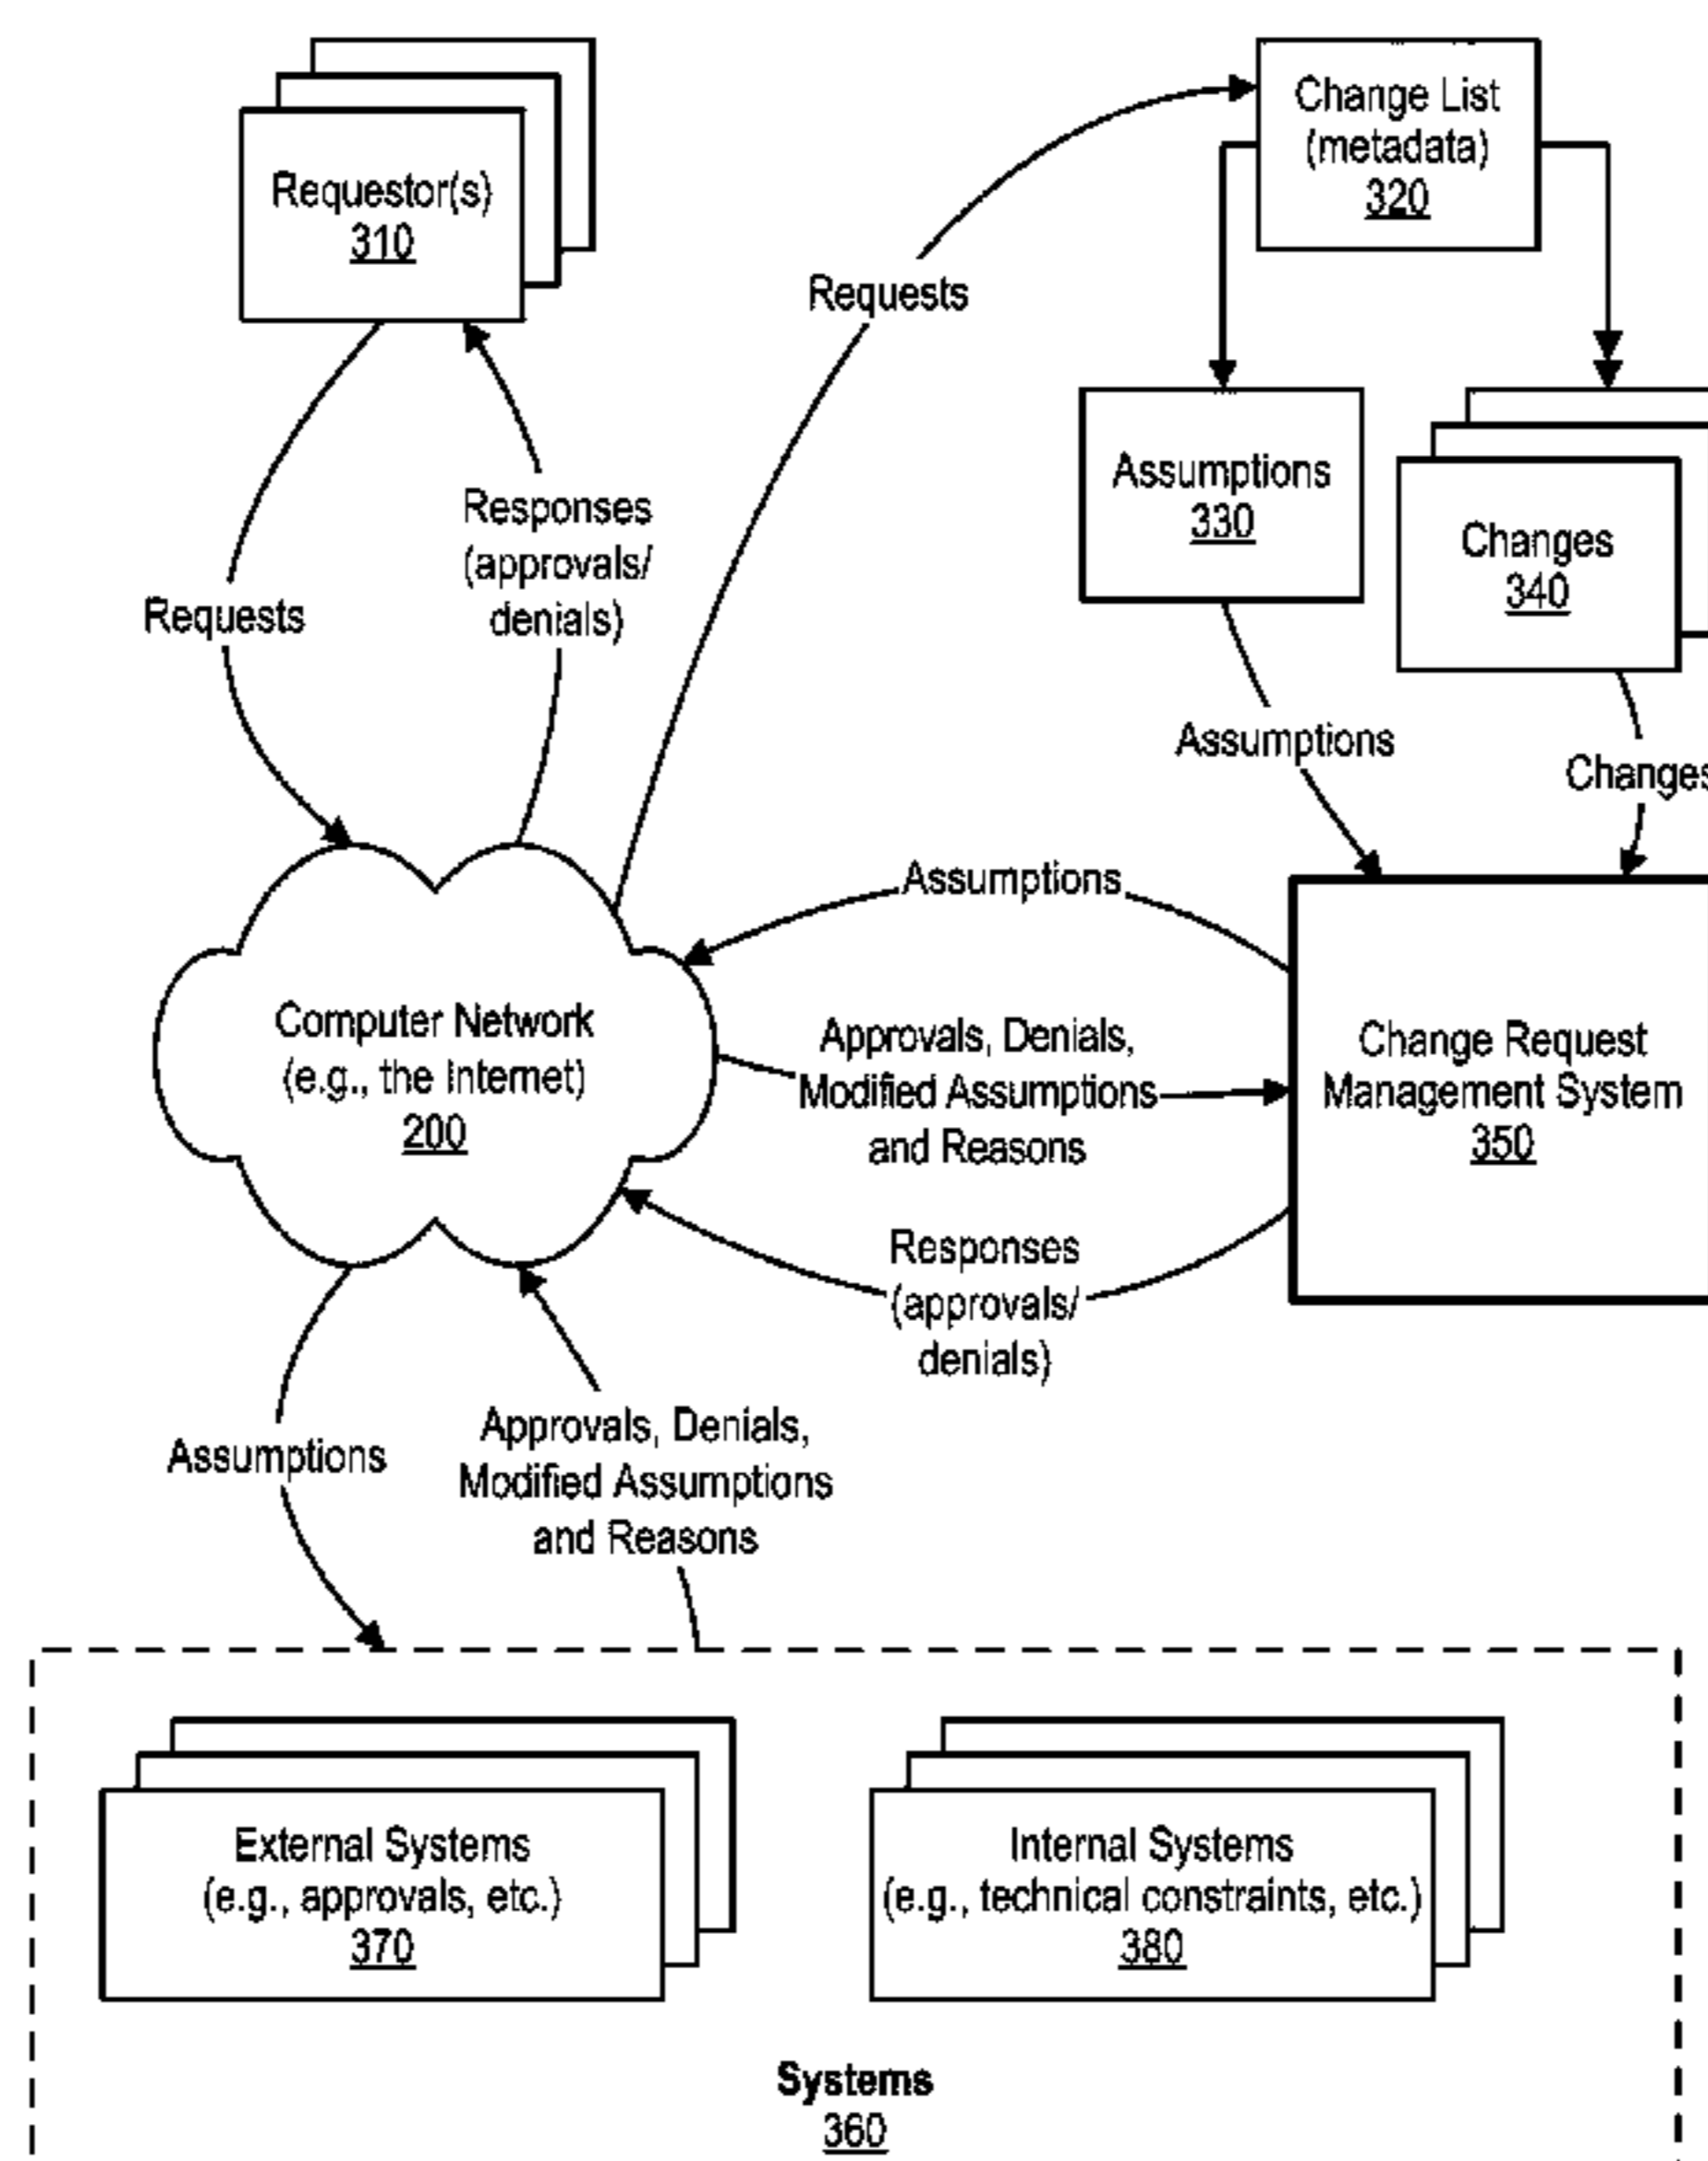 Requestor(s)
310
Change List
(metadata)
320
Requests
Assumptions
330
Changes
340
Responses
(approvals/
denials)
Requests
Assumptions
Changes
Assumptions
Computer Network
(e.g., the Internet)
200
Approvals, Denials,
Modified Assumptions
and Reasons
Change Request
Management System
350
Responses
(approvals/
denials)
Assumptions
Approvals, Denials,
Modified Assumptions
and Reasons
External Systems
(e.g., approvals, etc.)
370
Internal Systems
(e.g., technical constraints, etc.)
380
Systems
360